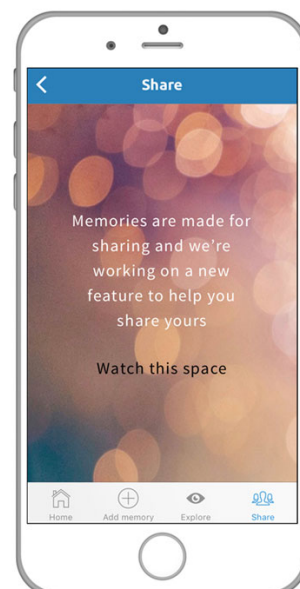 Share
Memories are made for
sharing and we're
working on a new
feature to help you
share yours
Watch this space
Home Add memory Explore Share